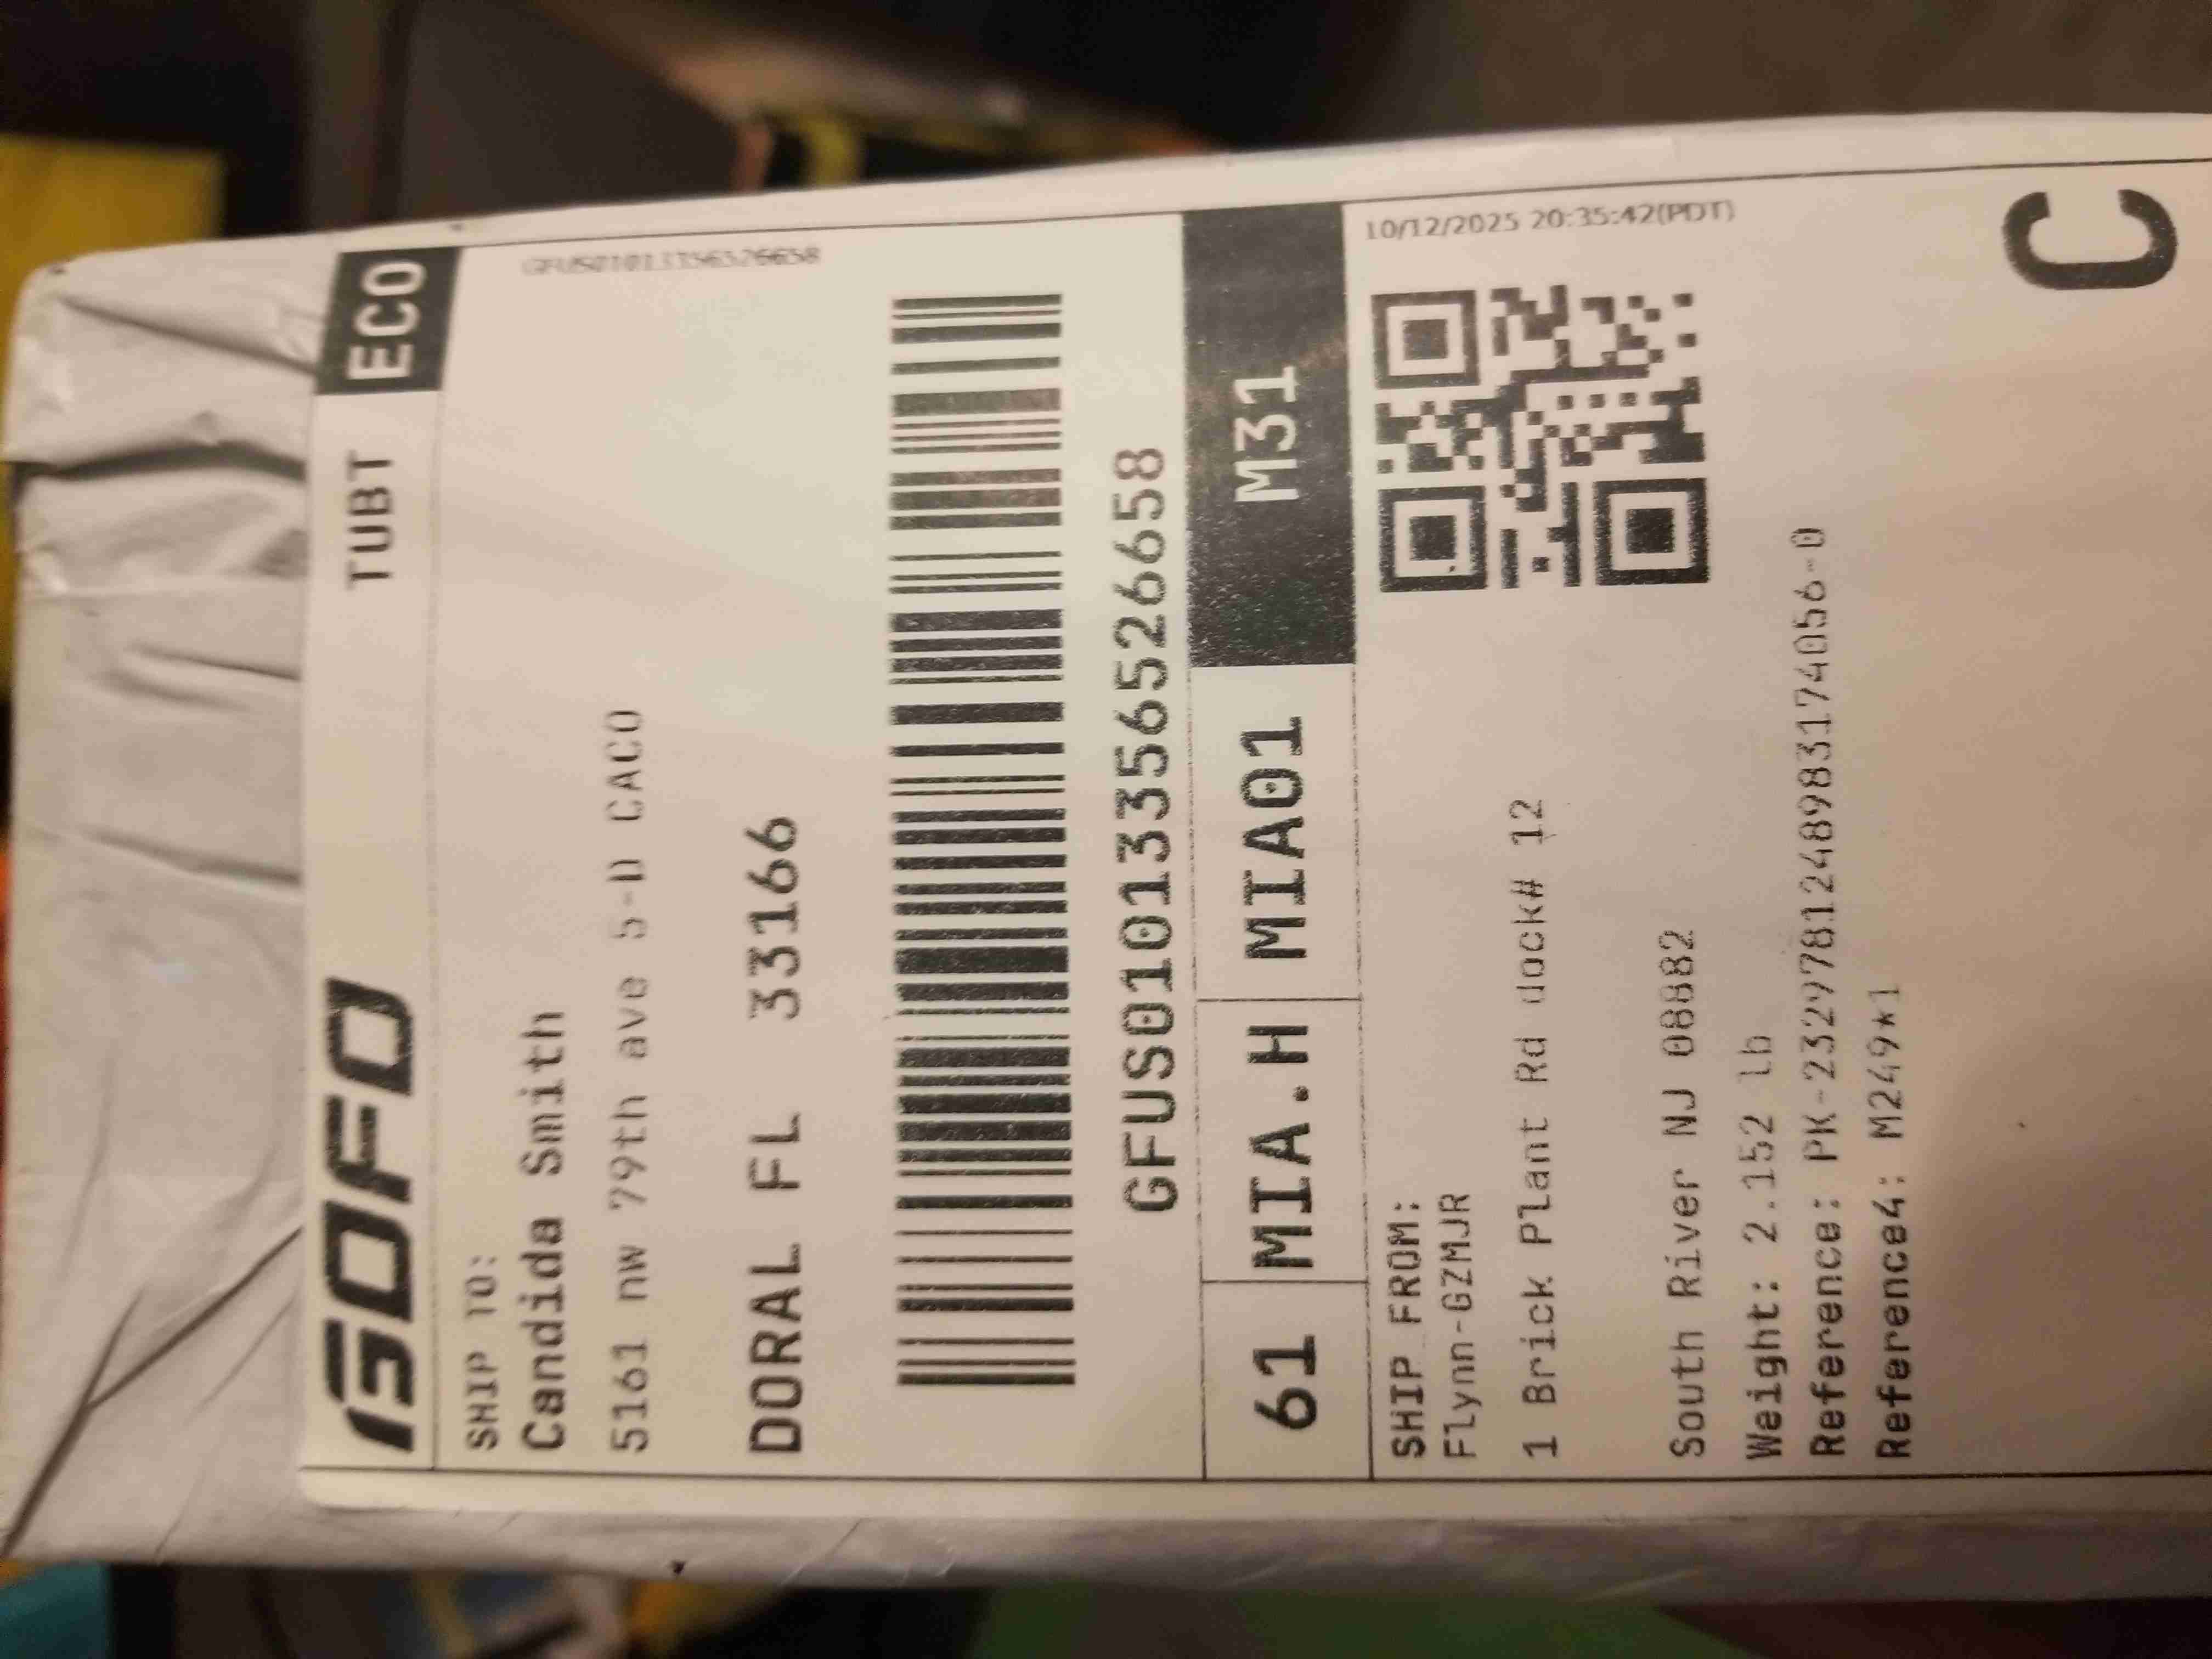 GOFO TUBT ECO
GFUS01013356526658
SHIP TO:
Candida Smith
5161 nw 79th ave 5-D CACO
DORAL FL 33166
GFUS01013356526658
61 MIA.H MIA01 M31
10/12/2025 20:35:42(PDT)
SHIP FROM:
Flynn-GZMJR
1 Brick Plant Rd dock# 12
South River NJ 08882
Weight: 2.152 lb
Reference: PK-2329781248983174056-0
Reference4: M249*1
C